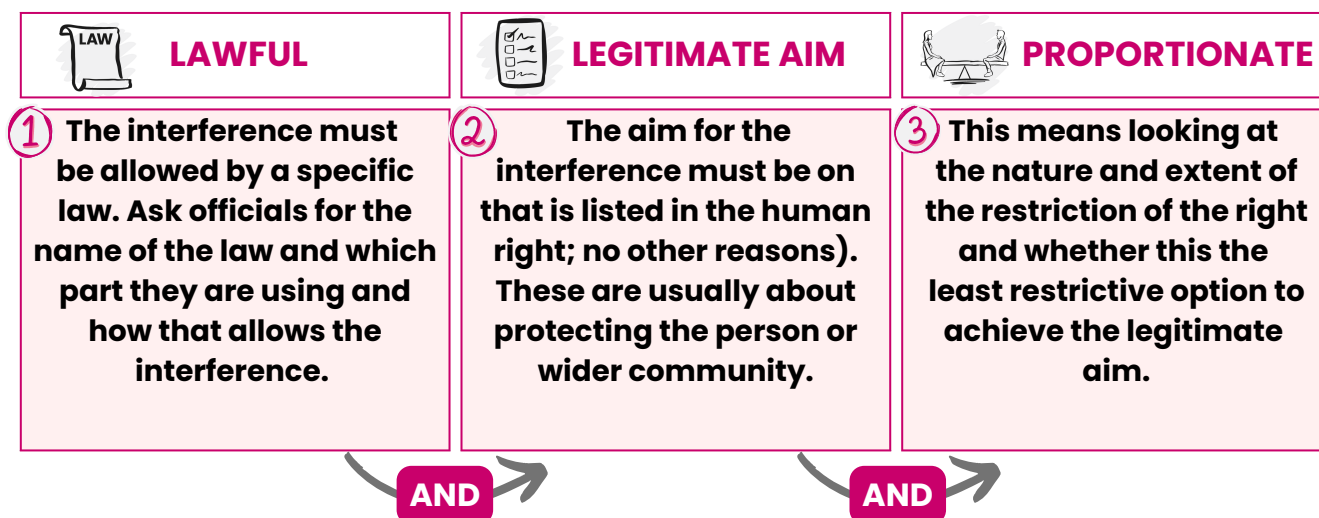 LAW
LAWFUL
LEGITIMATE AIM
PROPORTIONATE
1
The interference must
be allowed by a specific
law. Ask officials for the
name of the law and which
part they are using and
how that allows the
interference.
2
The aim for the
interference must be on
that is listed in the human
right; no other reasons).
These are usually about
protecting the person or
wider community.
3
This means looking at
the nature and extent of
the restriction of the right
and whether this the
least restrictive option to
achieve the legitimate
aim.
AND
AND